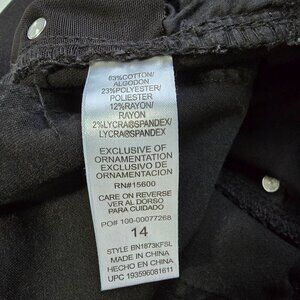 63%COTTON/
ALGODON
23%POLYESTER/
POLIESTER
12%RAYON/
RAYON
2%LYCRA®SPANDEX/
LYCRA®SPANDEX
EXCLUSIVE OF
ORNAMENTATION
EXCLUSIVO DE
ORNAMENTACION
RN#15600
CARE ON REVERSE
VER AL DORSO
PARA CUIDADO
PO# 100-00077268
14
STYLE BN1873KFSL
MADE IN CHINA
HECHO EN CHINA
UPC 193596081611